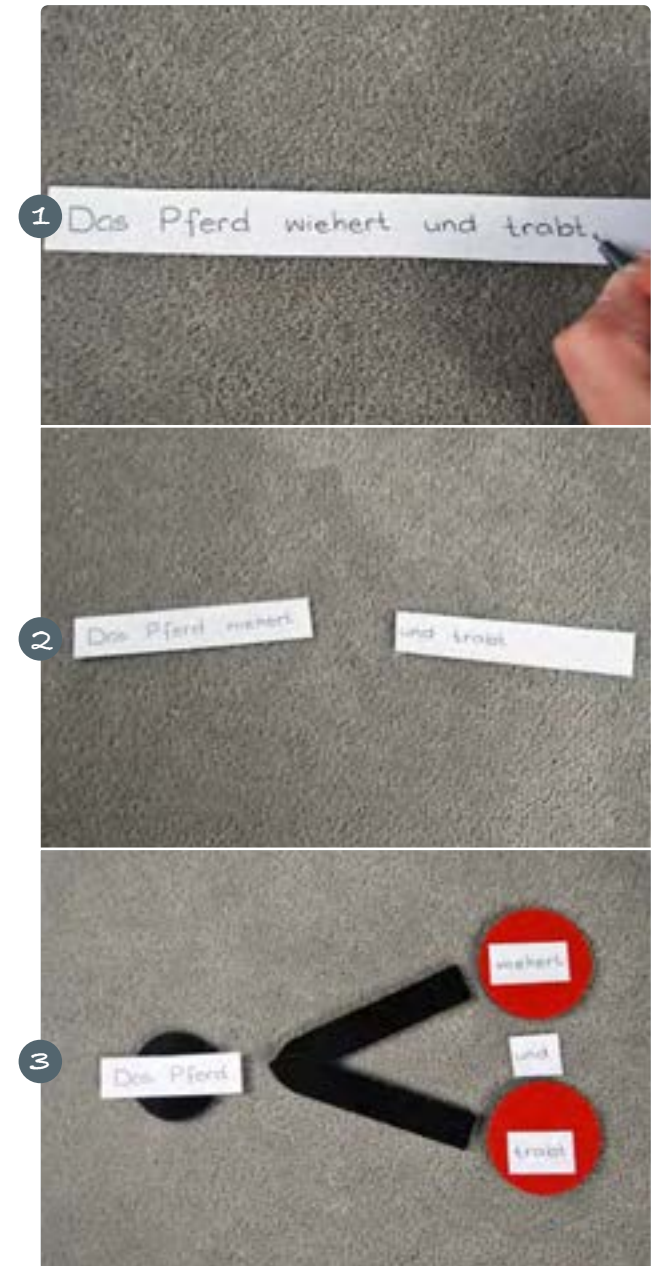 1
Das Pferd wiehert und trabt.
2
Das Pferd wiehert
und trabt
3
wiehert
und
Das Pferd
trabt